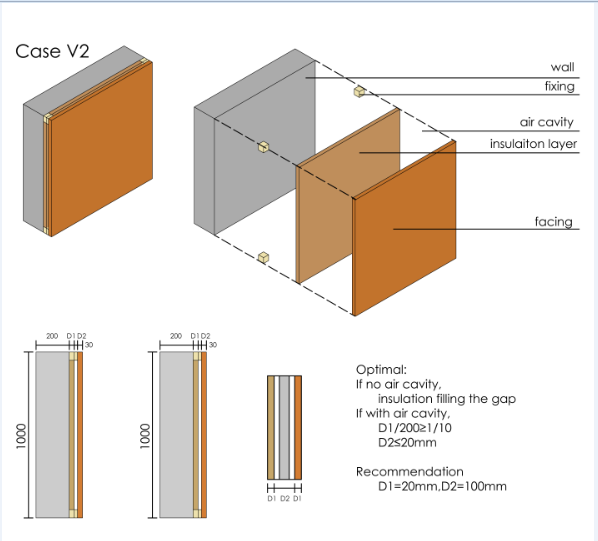 Case V2
wall
fixing
air cavity
insulaiton layer
facing
200 D1 D2
30
1000
200 D1 D2
30
1000
D1 D2 D1
Optimal:
If no air cavity,
insulation filling the gap
If with air cavity,
D1/200≥1/10
D2≤20mm
Recommendation
D1=20mm,D2=100mm